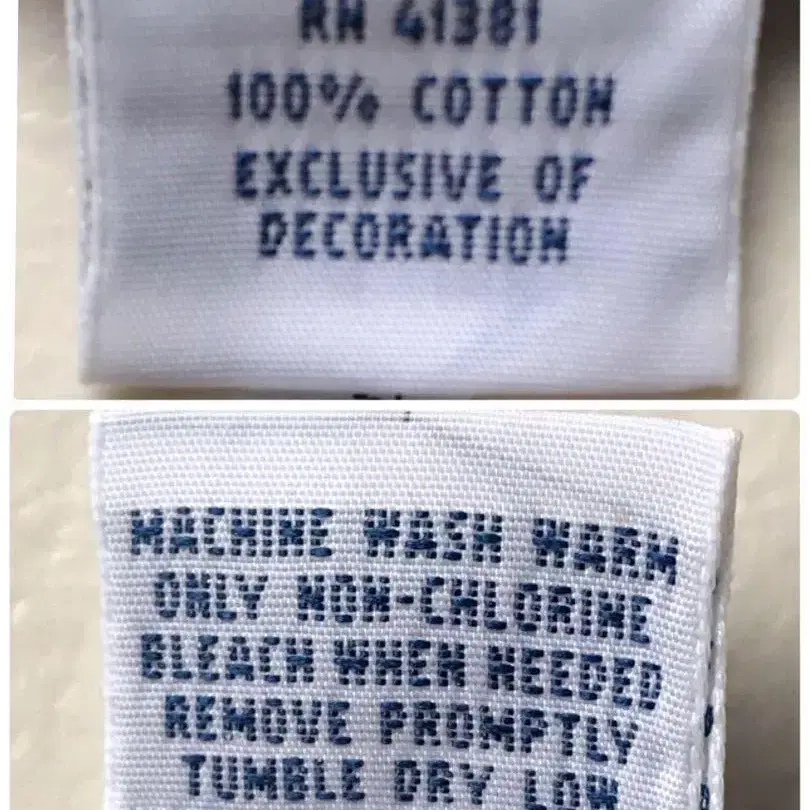 RN 41381
100% COTTON
EXCLUSIVE OF
DECORATION
MACHINE WASH WARM
ONLY NON-CHLORINE
BLEACH WHEN NEEDED
REMOVE PROMPTLY
TUMBLE DRY LOW